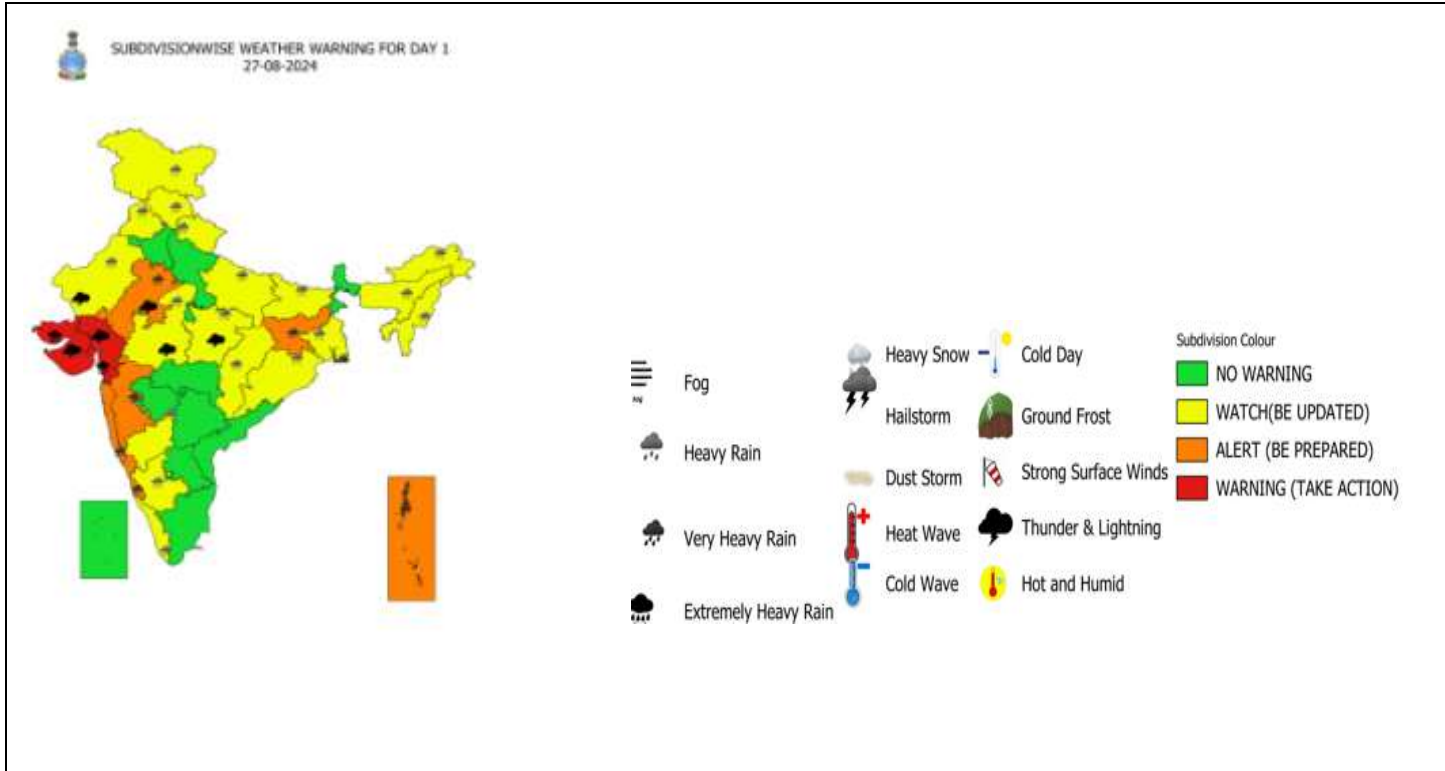 SUBDIVISIONWISE WEATHER WARNING FOR DAY 1
27-08-2024
Fog
Heavy Rain
Very Heavy Rain
Extremely Heavy Rain
Heavy Snow
Hailstorm
Dust Storm
Heat Wave
Cold Wave
Cold Day
Ground Frost
Strong Surface Winds
Thunder & Lightning
Hot and Humid
Subdivision Colour
NO WARNING
WATCH(BE UPDATED)
ALERT (BE PREPARED)
WARNING (TAKE ACTION)